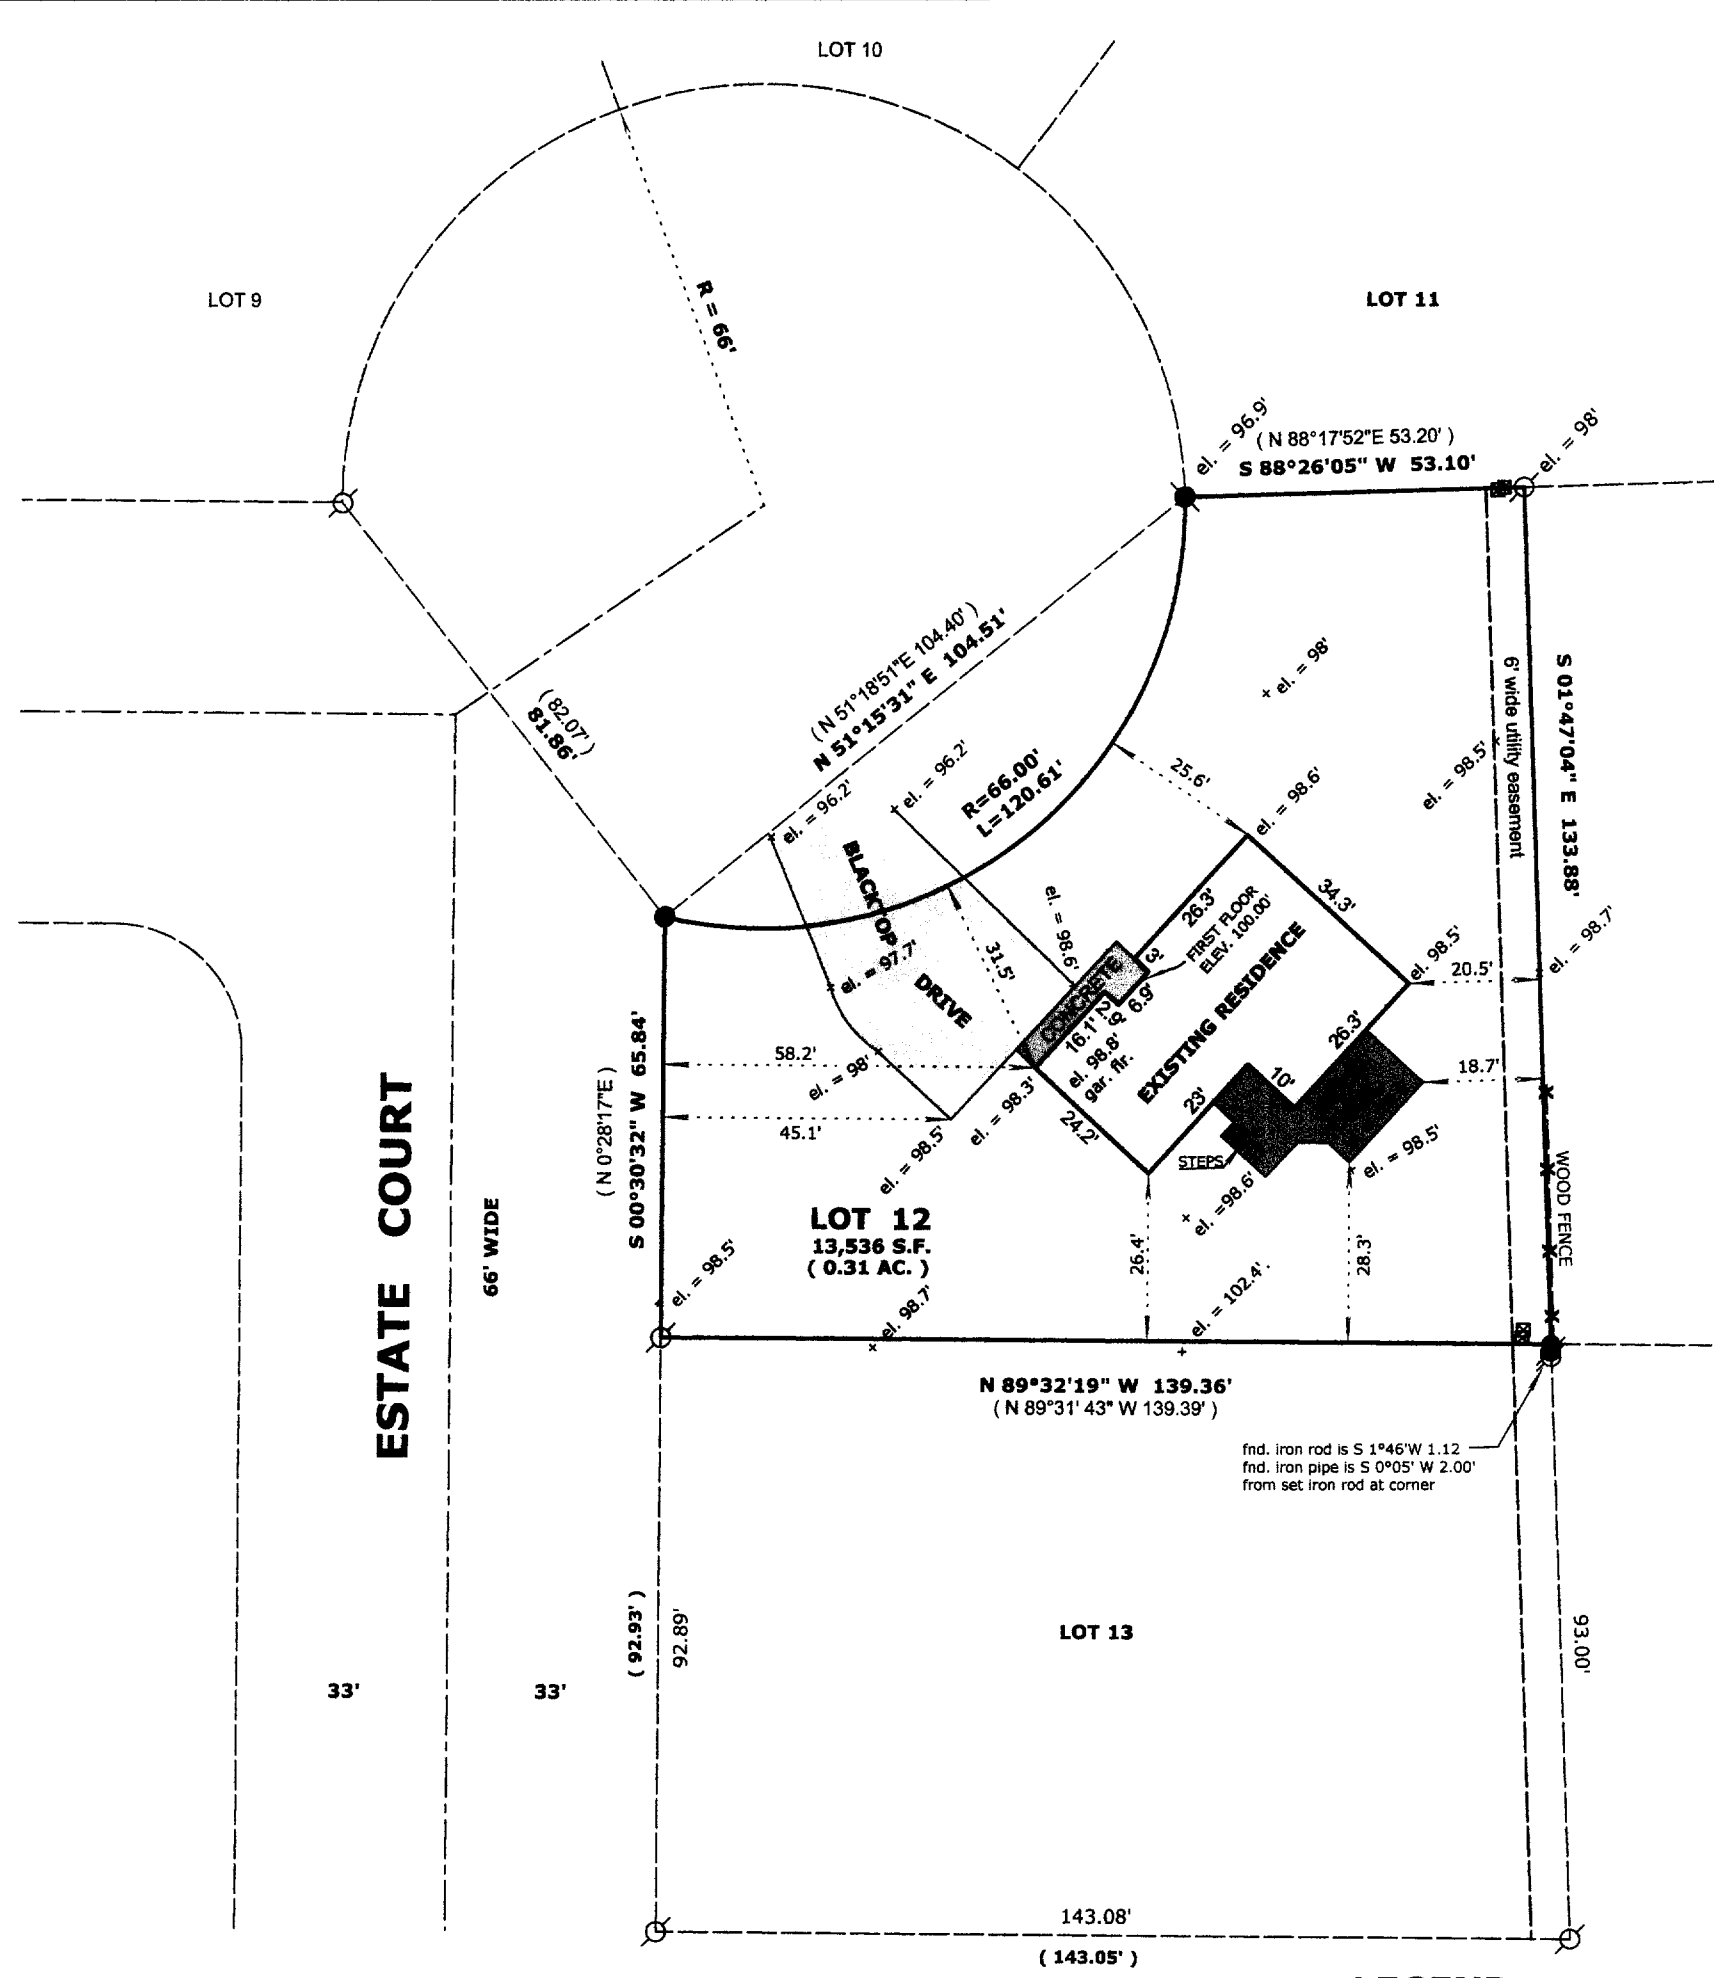 LOT 10
R = 66'
LOT 9
LOT 11
el. = 96.9'
( N 88°17'52"E 53.20' )
S 88°26'05" W 53.10'
el. = 98'
( N 51°18'51"E 104.40' )
N 51°15'31" E 104.51'
( 82.07' )
81.86'
el. = 98'
6' wide utility easement
S 01°47'04" E 133.88'
el. = 98.5'
el. = 96.2'
el. = 96.2'
R=66.00'
L=120.61'
25.6'
el. = 98.6'
BLACKTOP
DRIVE
el. = 97.7'
31.5'
el. = 98.6'
26.3'
34.3'
FIRST FLOOR
ELEV. 100.00'
3'
CONCRETE
6.9'
2.9'
16.1'
el. 98.8'
gar. flr.
EXISTING RESIDENCE
el. 98.5'
20.5'
el. = 98.7'
26.3'
18.7'
10'
23'
58.2'
el. = 98'
45.1'
el. = 98.3'
24.2'
el. = 98.5'
STEPS
el. = 98.5'
el. =98.6'
WOOD FENCE
( N 0°28'17"E )
S 00°30'32" W 65.84'
ESTATE COURT
66' WIDE
LOT 12
13,536 S.F.
( 0.31 AC. )
el. = 98.5'
el. 98.7'
26.4'
el. = 102.4'.
28.3'
N 89°32'19" W 139.36'
( N 89°31' 43" W 139.39' )
fnd. iron rod is S 1°46'W 1.12
fnd. iron pipe is S 0°05' W 2.00'
from set iron rod at corner
( 92.93' )
92.89'
LOT 13
93.00'
33'
33'
143.08'
( 143.05' )